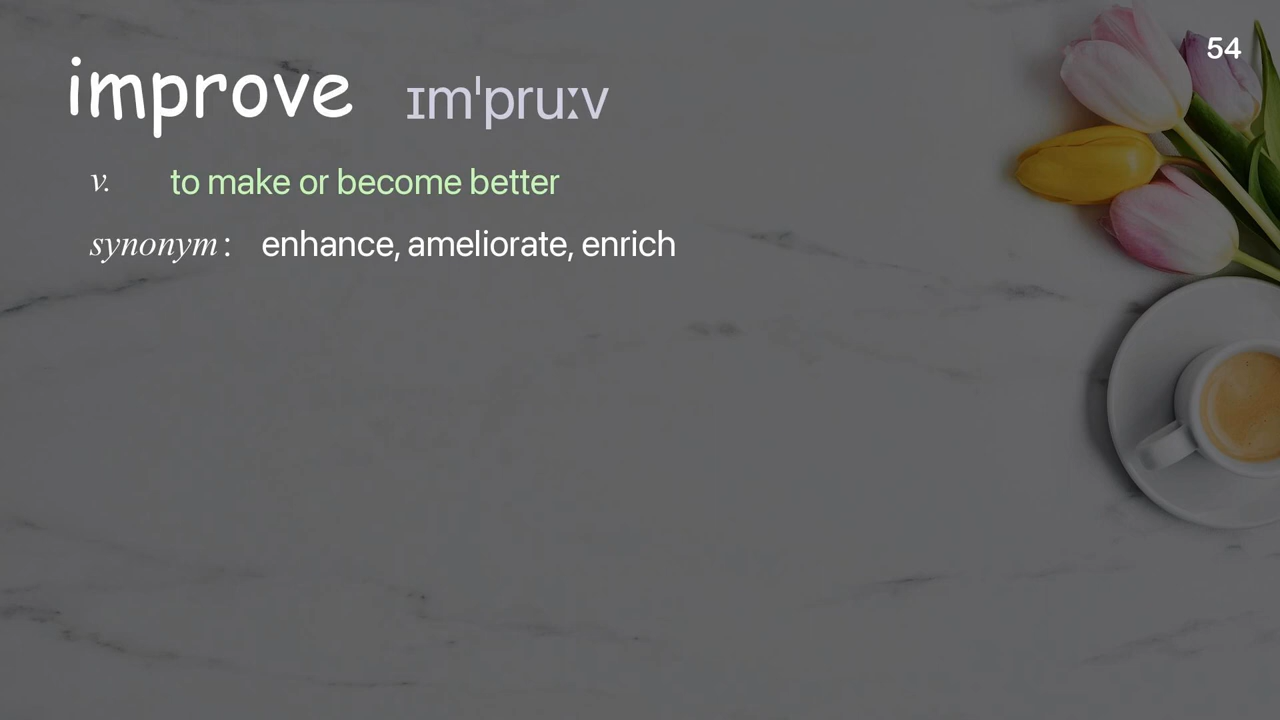 54
improve ɪmˈpruːv
v. to make or become better
synonym: enhance, ameliorate, enrich